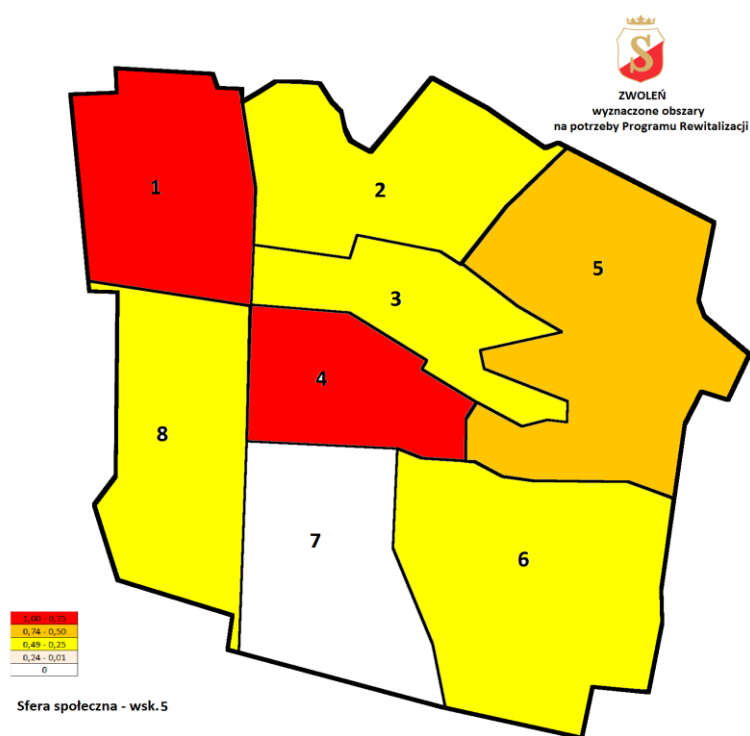 S
ZWOLEŃ
wyznaczone obszary
na potrzeby Programu Rewitalizacji
1
2
5
3
4
8
7
6
1,00 - 0,75
0,74 - 0,50
0,49 - 0,25
0,24 - 0,01
0
Sfera społeczna - wsk.5